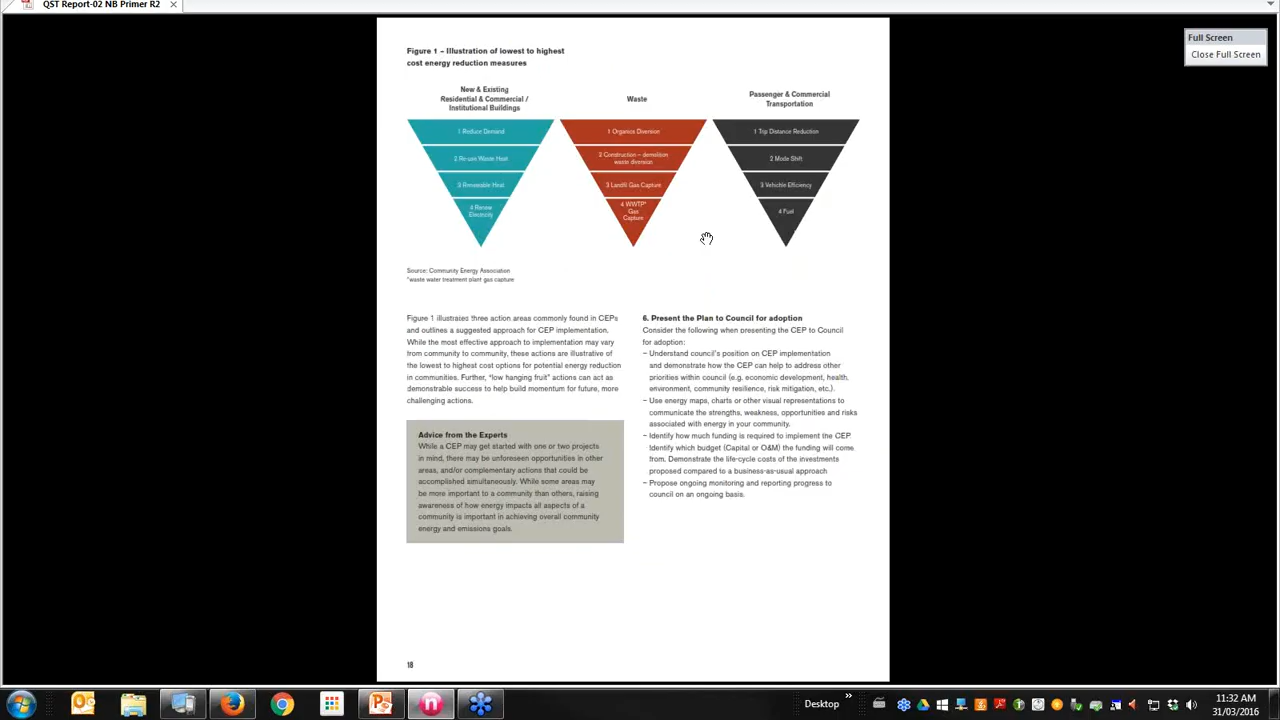 QST Report-02 NB Primer R2
Full Screen
Close Full Screen
Figure 1 – Illustration of lowest to highest
cost energy reduction measures
New & Existing
Residential & Commercial /
Institutional Buildings
1 Reduce Demand
2 Re-use Waste Heat
3 Renewable Heat
4 Renew
Electricity
Waste
1 Organics Diversion
2 Construction – demolition
waste diversion
3 Landfill Gas Capture
4 WWTP*
Gas
Capture
Passenger & Commercial
Transportation
1 Trip Distance Reduction
2 Mode Shift
3 Vehichle Efficiency
4 Fuel
Source: Community Energy Association
*waste water treatment plant gas capture
Figure 1 illustrates three action areas commonly found in CEPs
and outlines a suggested approach for CEP implementation.
While the most effective approach to implementation may vary
from community to community, these actions are illustrative of
the lowest to highest cost options for potential energy reduction
in communities. Further, "low hanging fruit" actions can act as
demonstrable success to help build momentum for future, more
challenging actions.
Advice from the Experts
While a CEP may get started with one or two projects
in mind, there may be unforeseen opportunities in other
areas, and/or complementary actions that could be
accomplished simultaneously. While some areas may
be more important to a community than others, raising
awareness of how energy impacts all aspects of a
community is important in achieving overall community
energy and emissions goals.
6. Present the Plan to Council for adoption
Consider the following when presenting the CEP to Council
for adoption:
– Understand council's position on CEP implementation
and demonstrate how the CEP can help to address other
priorities within council (e.g. economic development, health,
environment, community resilience, risk mitigation, etc.).
– Use energy maps, charts or other visual representations to
communicate the strengths, weakness, opportunities and risks
associated with energy in your community.
– Identify how much funding is required to implement the CEP.
Identify which budget (Capital or O&M) the funding will come
from. Demonstrate the life-cycle costs of the investments
proposed compared to a business-as-usual approach
– Propose ongoing monitoring and reporting progress to
council on an ongoing basis.
18
Desktop
11:32 AM
31/03/2016